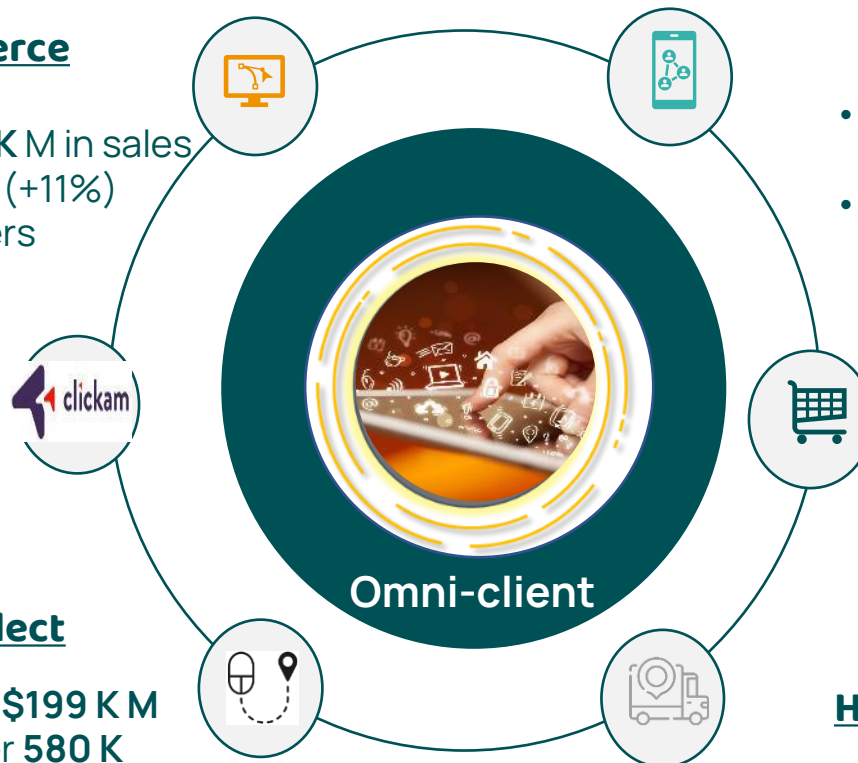 erce
K M in sales
(+11%)
ers
clickam
Omni-client
lect
$199 K M
r 580 K
H